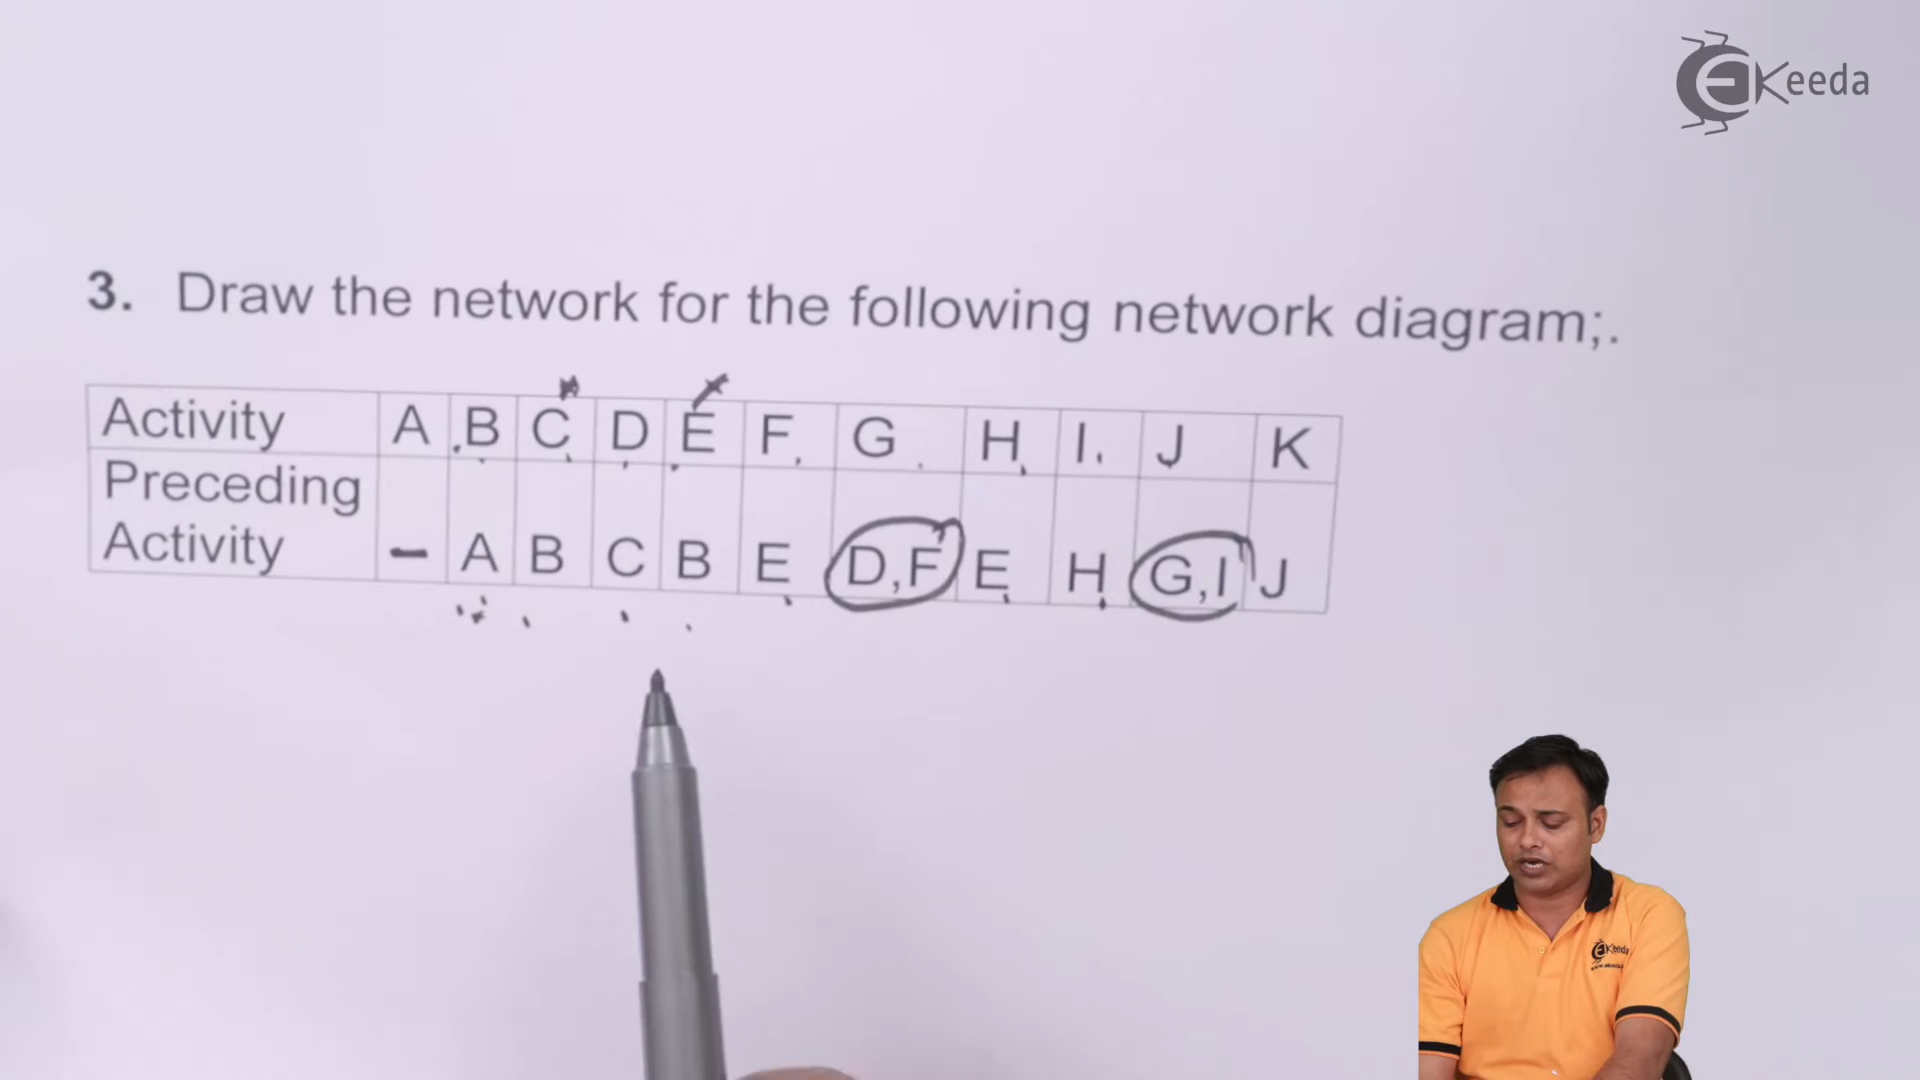 EKeeda
3. Draw the network for the following network diagram;.
Activity A B C D E F G H I J K
Preceding
Activity - A B C B E D,F E H G,I J
EKeeda